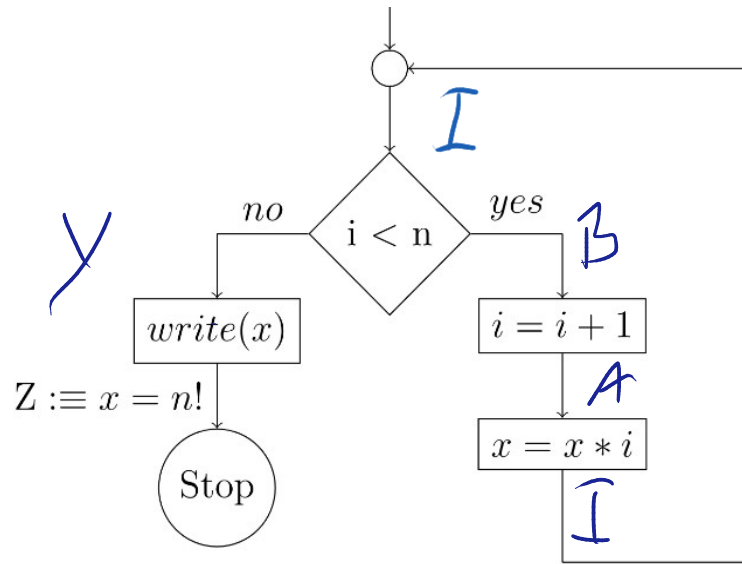 I
no
yes
Y
i < n
B
write(x)
i = i + 1
Z :≡ x = n!
A
x = x * i
Stop
I